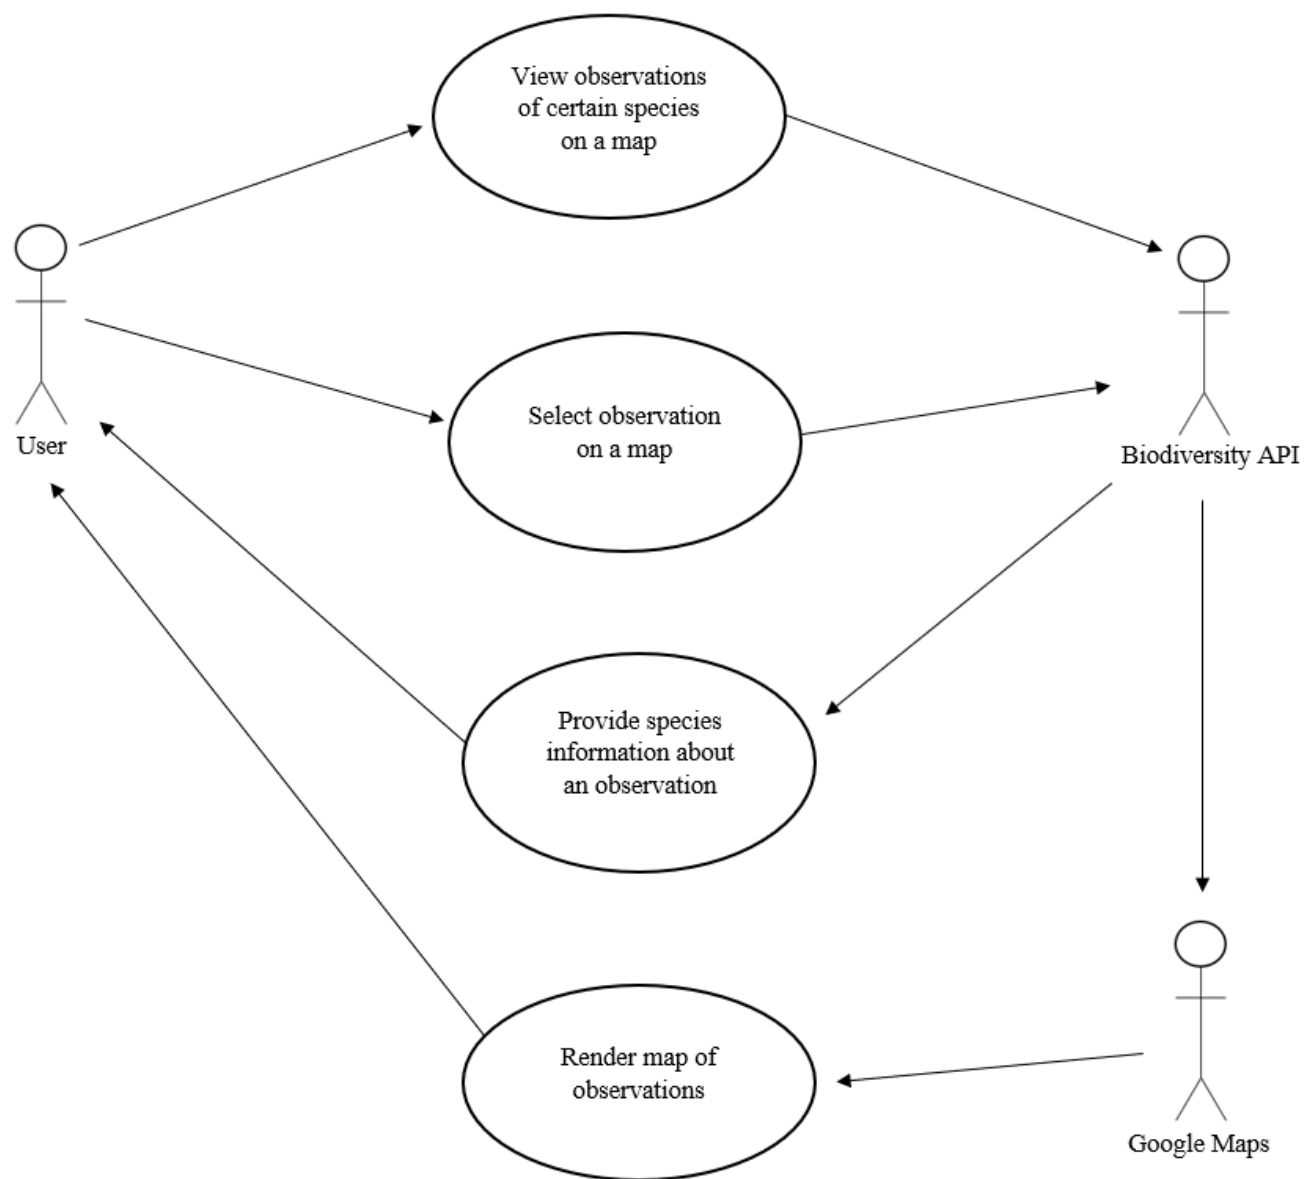 View observations
of certain species
on a map
User
Select observation
on a map
Biodiversity API
Provide species
information about
an observation
Render map of
observations
Google Maps